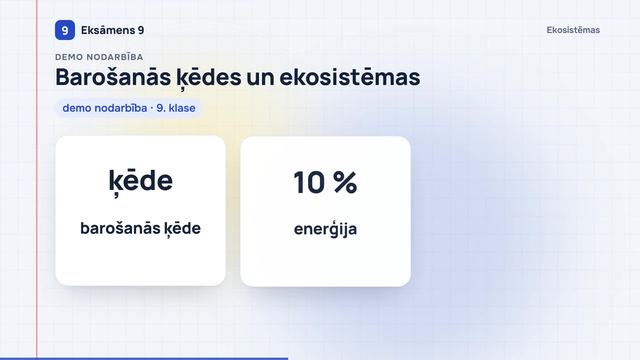 9 Eksāmens 9
Ekosistēmas
DEMO NODARBĪBA
Barošanās ķēdes un ekosistēmas
demo nodarbība · 9. klase
ķēde
barošanās ķēde
10 %
enerģija